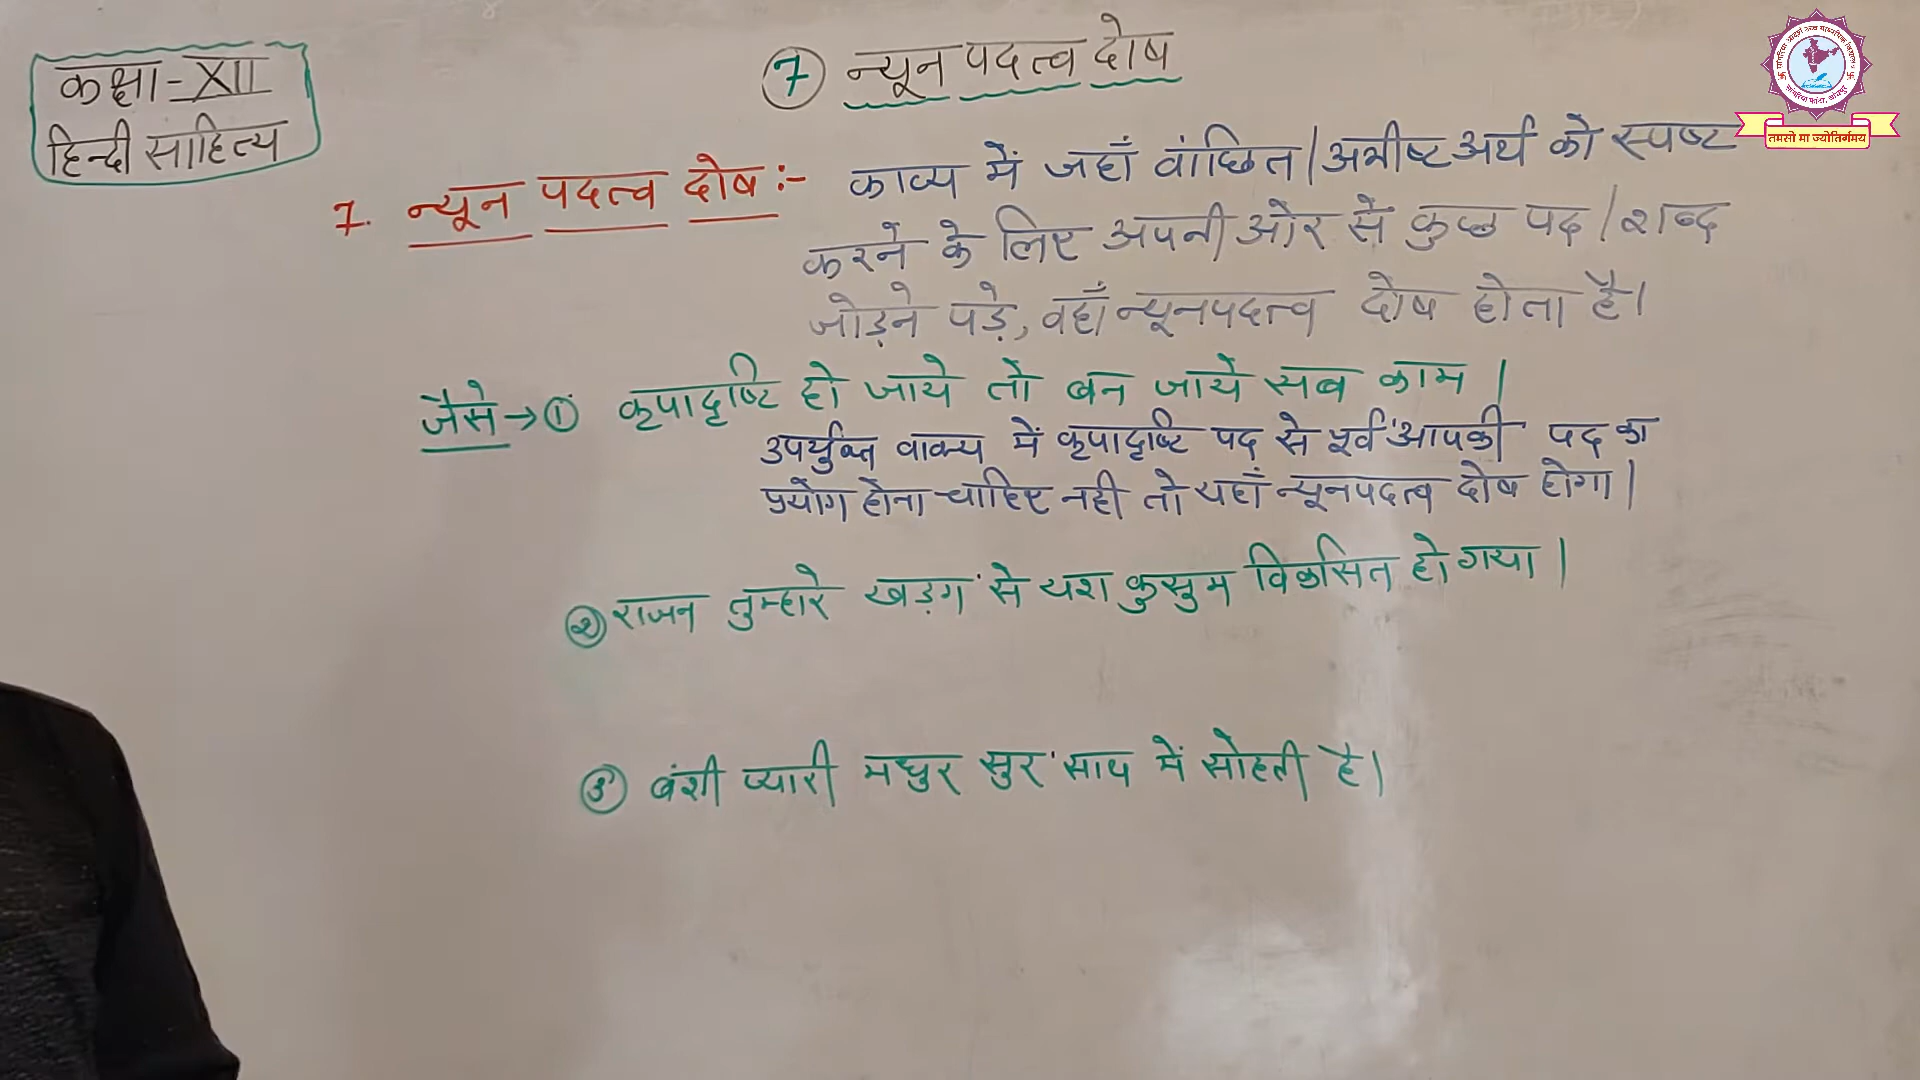 कक्षा-XII
हिन्दी साहित्य
7 न्यून पदत्व दोष
7. न्यून पदत्व दोष :- काव्य में जहाँ वांछित/अभीष्ट अर्थ को स्पष्ट
करने के लिए अपनी ओर से कुछ पद/शब्द
जोड़ने पड़े, वहाँ न्यूनपदत्व दोष होता है।
जैसे→① कृपादृष्टि हो जाये तो बन जाये सब काम।
उपर्युक्त वाक्य में कृपादृष्टि पद से पूर्व 'आपकी पद का
प्रयोग होना चाहिए नही तो यहाँ न्यूनपदत्व दोष होगा।
② राजन तुम्हारे खड़ग' से यश कुसुम विकसित हो गया।
③ बंशी प्यारी मधुर सुर' साथ में सोहती है।
तमसो मा ज्योतिर्गमय